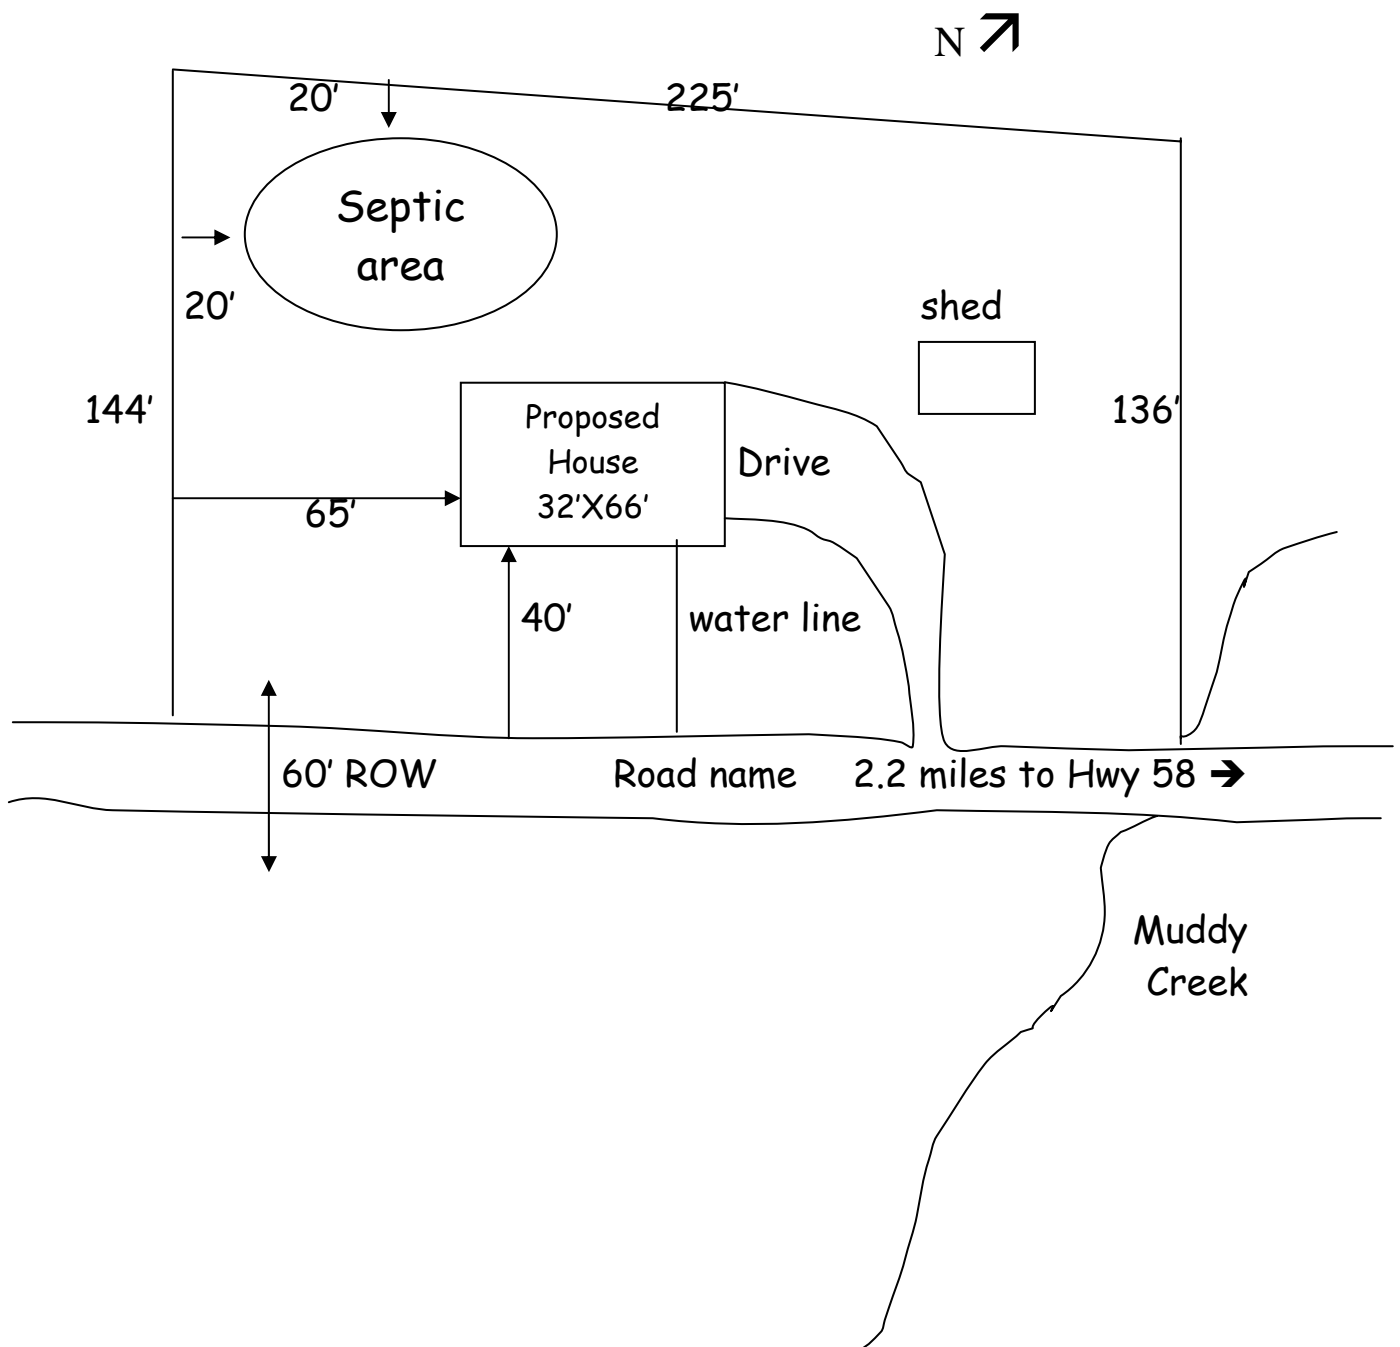 N
20'
225'
Septic
area
20'
shed
144'
136'
Proposed
House
32'X66'
Drive
65'
40'
water line
60' ROW
Road name
2.2 miles to Hwy 58 →
Muddy
Creek